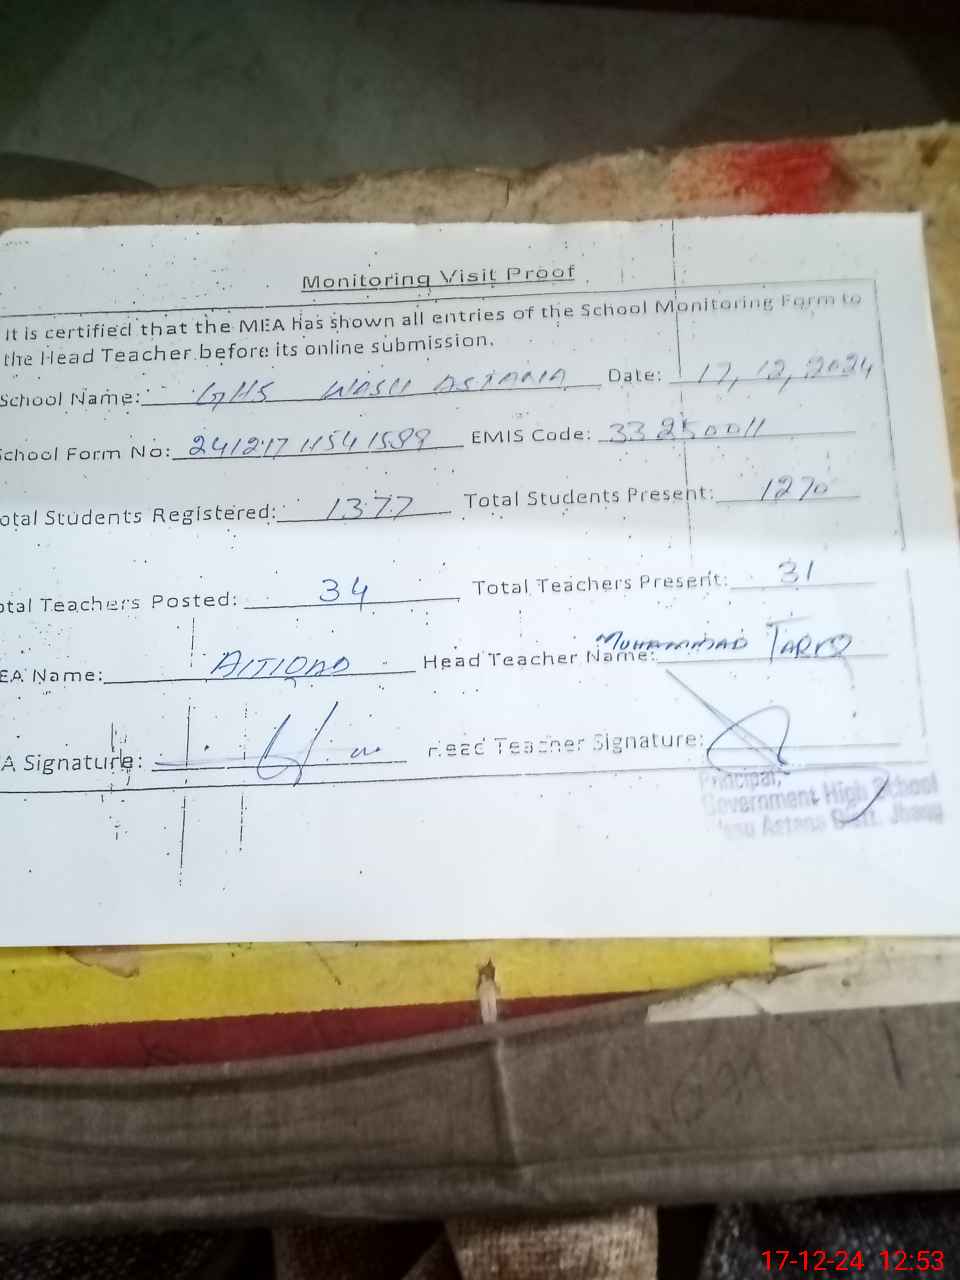 Monitoring Visit Proof
It is certified that the MEA has shown all entries of the School Monitoring Form to
the Head Teacher before its online submission.
School Name: GHS WASU ASTANA Date: 17, 12, 2024
chool Form No: 241217 11541589 EMIS Code: 33250011
otal Students Registered: 1377 Total Students Present: 1270
otal Teachers Posted: 34 Total Teachers Present: 31
EA Name: Head Teacher Name: MUHAMMAD TARIQ
A Signature: Head Teacher Signature:
Principal,
Government High School
Astana Distt. Jhang
17-12-24 12:53